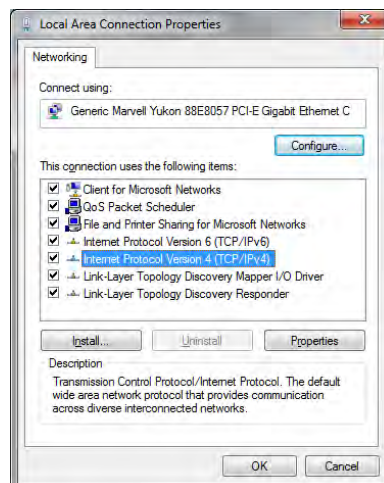 Local Area Connection Properties
Networking
Connect using:
Generic Marvell Yukon 88E8057 PCI-E Gigabit Ethernet C
Configure...
This connection uses the following items:
Client for Microsoft Networks
QoS Packet Scheduler
File and Printer Sharing for Microsoft Networks
Internet Protocol Version 6 (TCP/IPv6)
Internet Protocol Version 4 (TCP/IPv4)
Link-Layer Topology Discovery Mapper I/O Driver
Link-Layer Topology Discovery Responder
Install... Uninstall Properties
Description
Transmission Control Protocol/Internet Protocol. The default
wide area network protocol that provides communication
across diverse interconnected networks.
OK Cancel